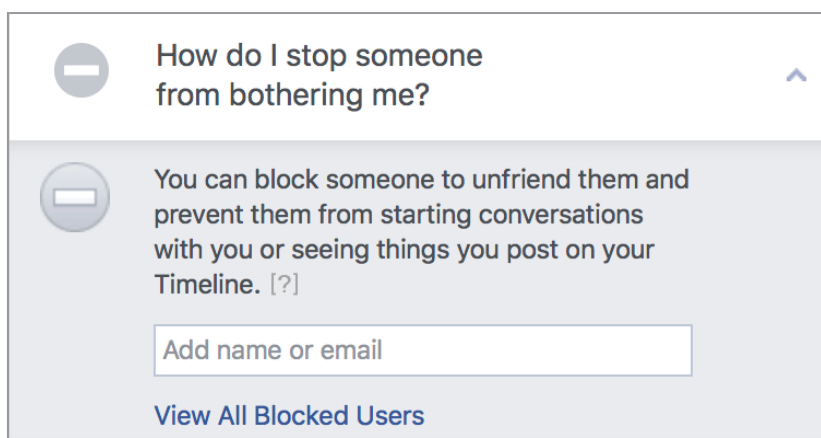 How do I stop someone
from bothering me?
You can block someone to unfriend them and
prevent them from starting conversations
with you or seeing things you post on your
Timeline. [?]
Add name or email
View All Blocked Users